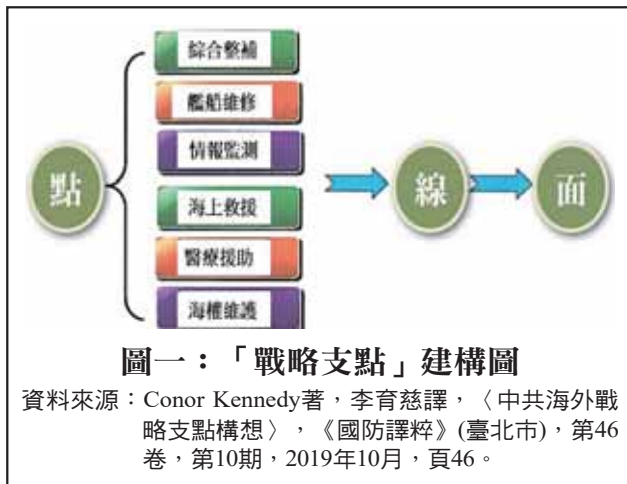 點
綜合整補
艦船維修
情報監測
海上救援
醫療援助
海權維護
線
面
圖一：「戰略支點」建構圖
資料來源：Conor Kennedy著，李育慈譯，〈中共海外戰
略支點構想〉，《國防譯粹》(臺北市)，第46
卷，第10期，2019年10月，頁46。